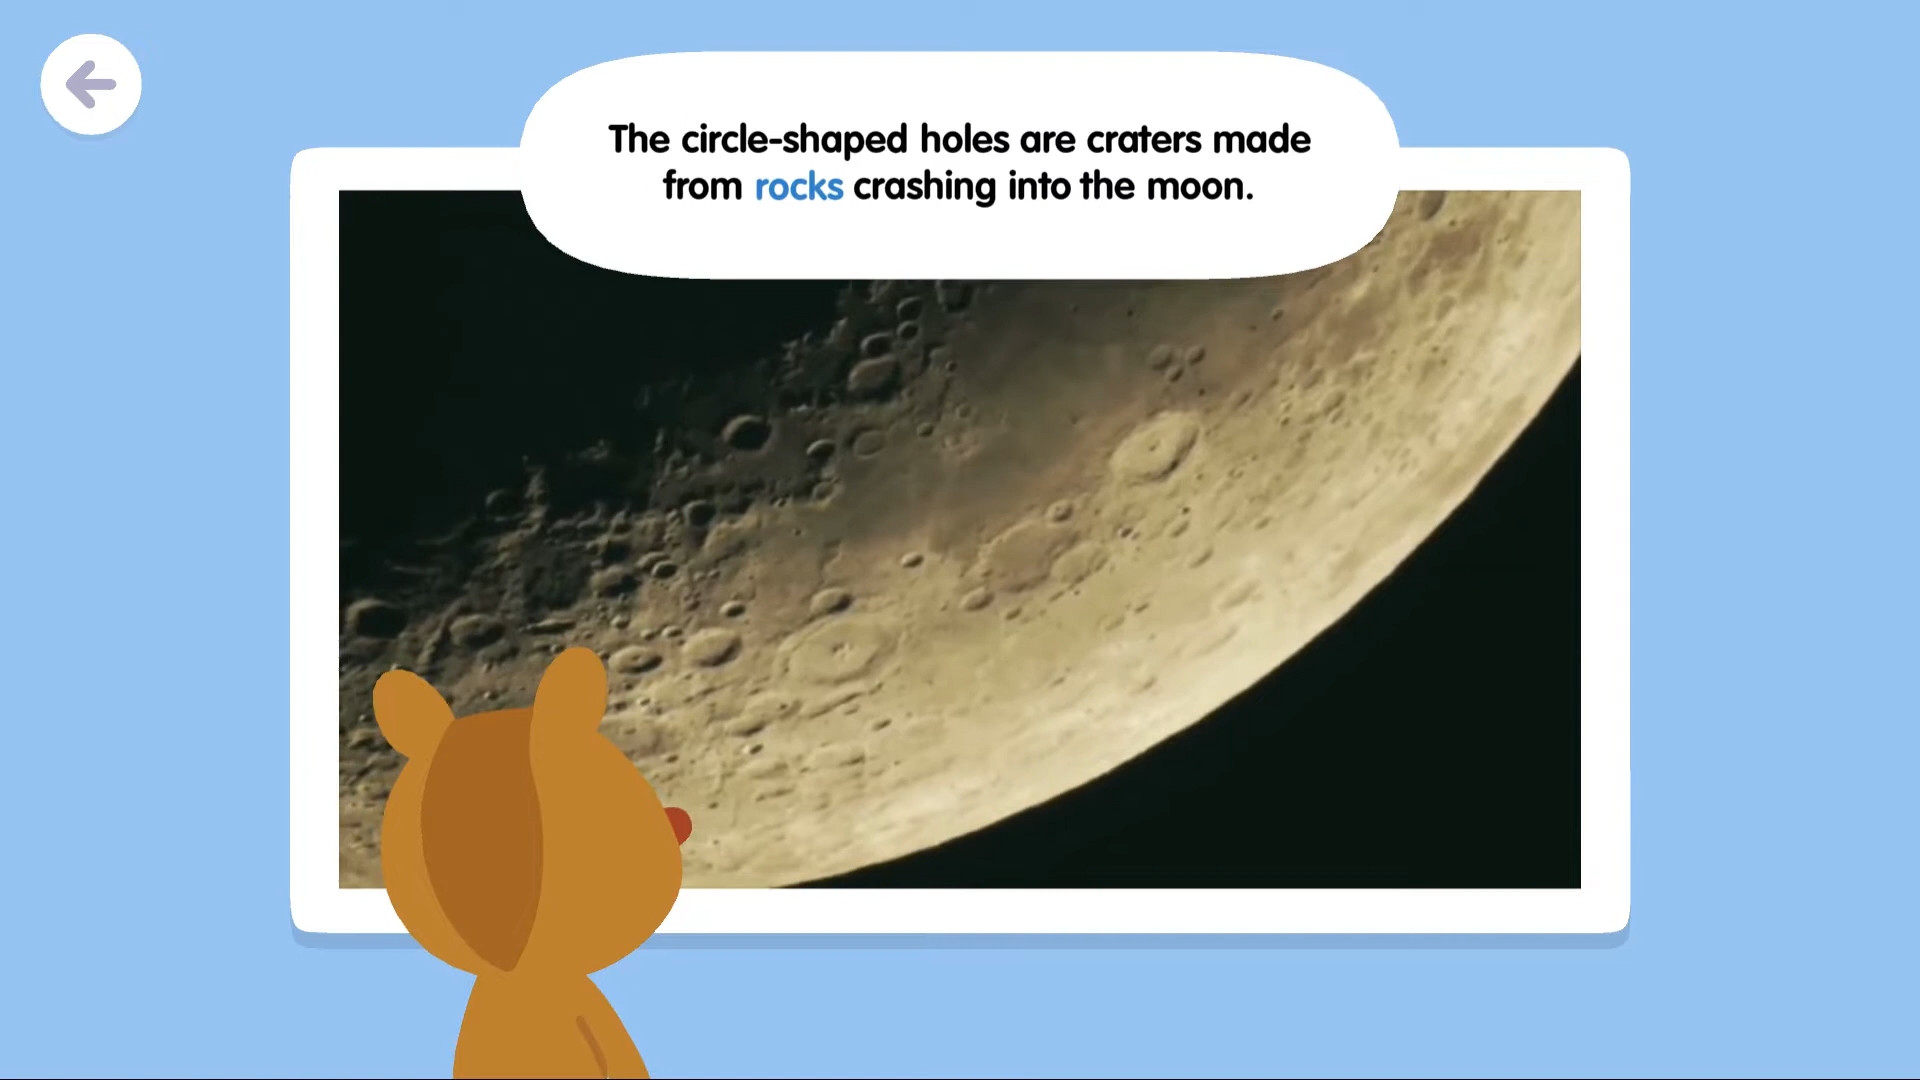 The circle-shaped holes are craters made
from rocks crashing into the moon.